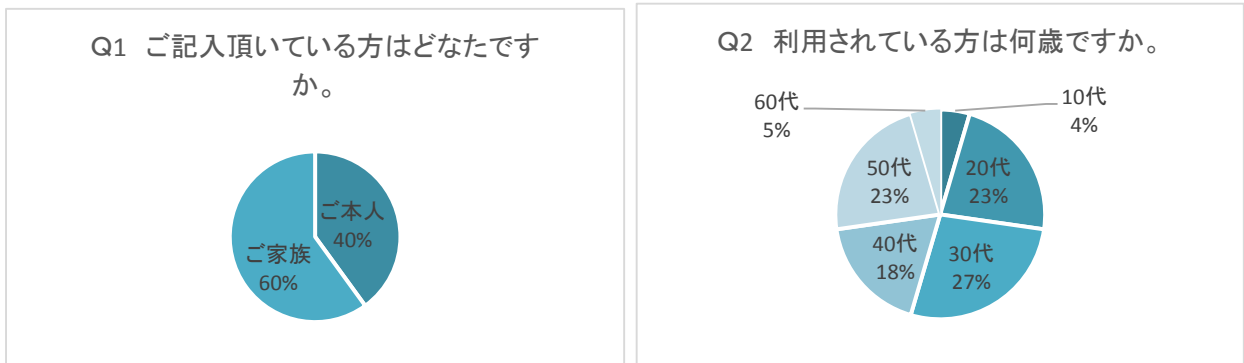 Q1　ご記入頂いている方はどなたです
か。
ご本人
40%
ご家族
60%
Q2　利用されている方は何歳ですか。
10代
4%
20代
23%
30代
27%
40代
18%
50代
23%
60代
5%